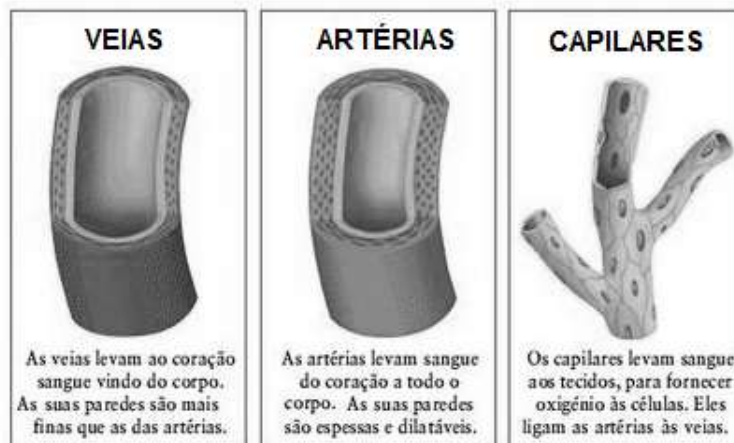 VEIAS
As veias levam ao coração
sangue vindo do corpo.
As suas paredes são mais
finas que as das artérias.
ARTÉRIAS
As artérias levam sangue
do coração a todo o
corpo. As suas paredes
são espessas e dilatáveis.
CAPILARES
Os capilares levam sangue
aos tecidos, para fornecer
oxigénio às células. Eles
ligam as artérias às veias.